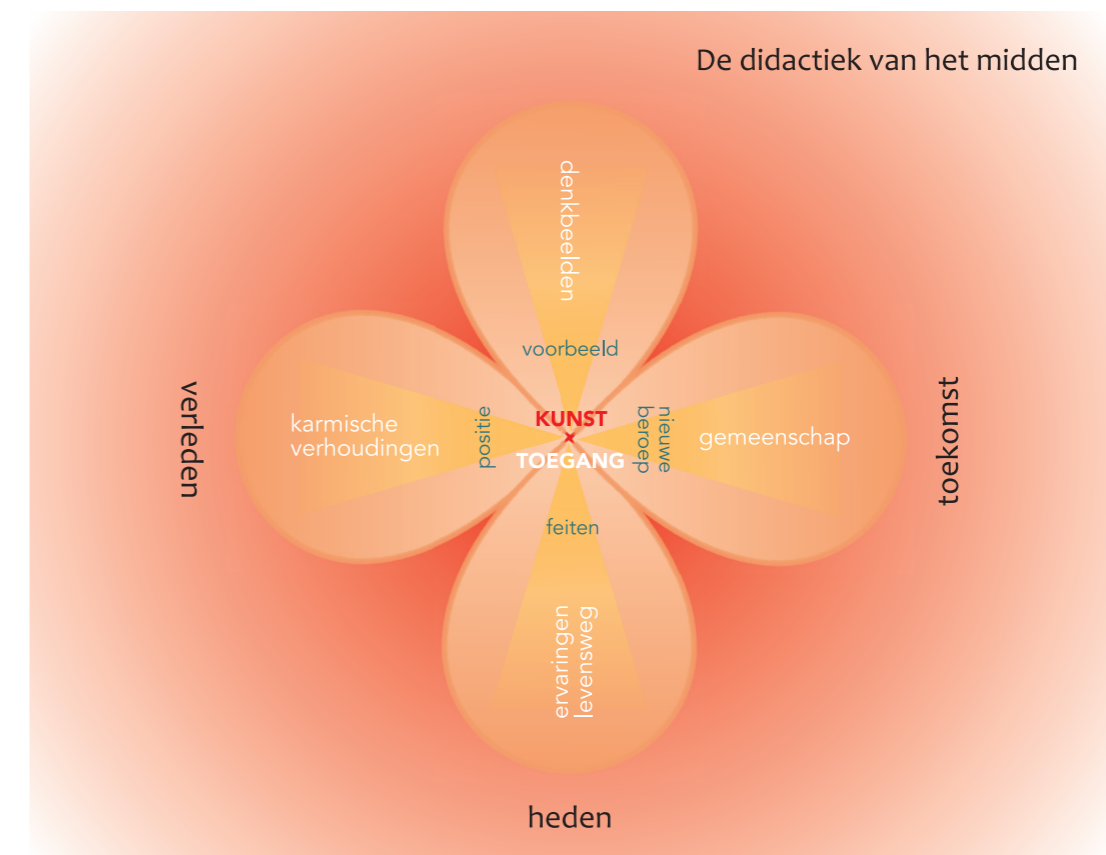 De didactiek van het midden
denkbeelden
voorbeeld
verleden
karmische
verhoudingen
positie
KUNST
TOEGANG
nieuwe
beroep
gemeenschap
toekomst
feiten
ervaringen
levensweg
heden